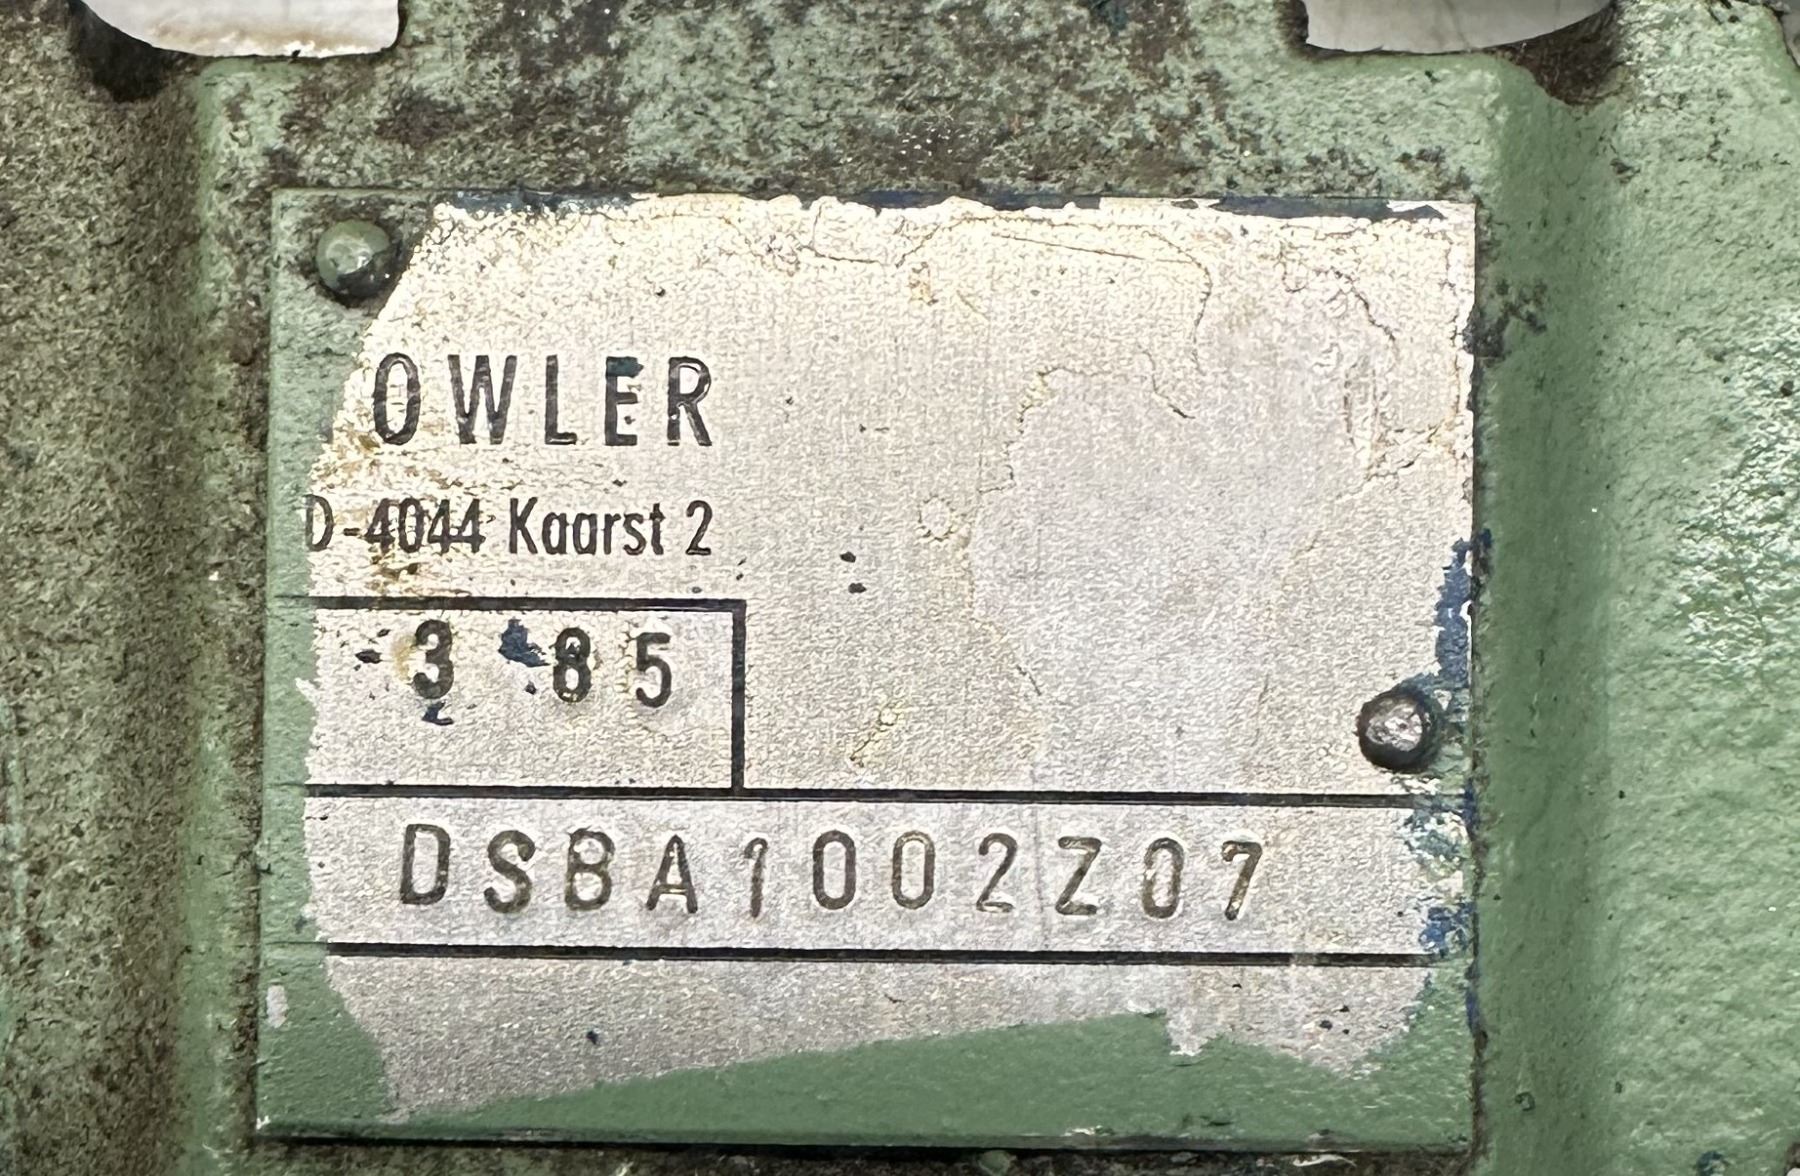 OWLER
D-4044 Kaarst 2
3 85
DSBA1002Z07